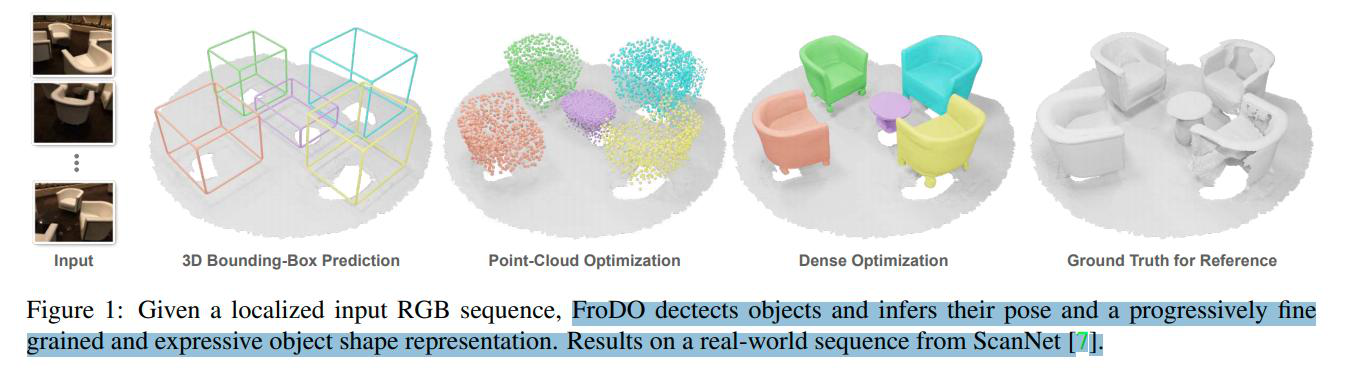 Input
3D Bounding-Box Prediction
Point-Cloud Optimization
Dense Optimization
Ground Truth for Reference
Figure 1: Given a localized input RGB sequence, FroDO dectects objects and infers their pose and a progressively fine
grained and expressive object shape representation. Results on a real-world sequence from ScanNet [7].